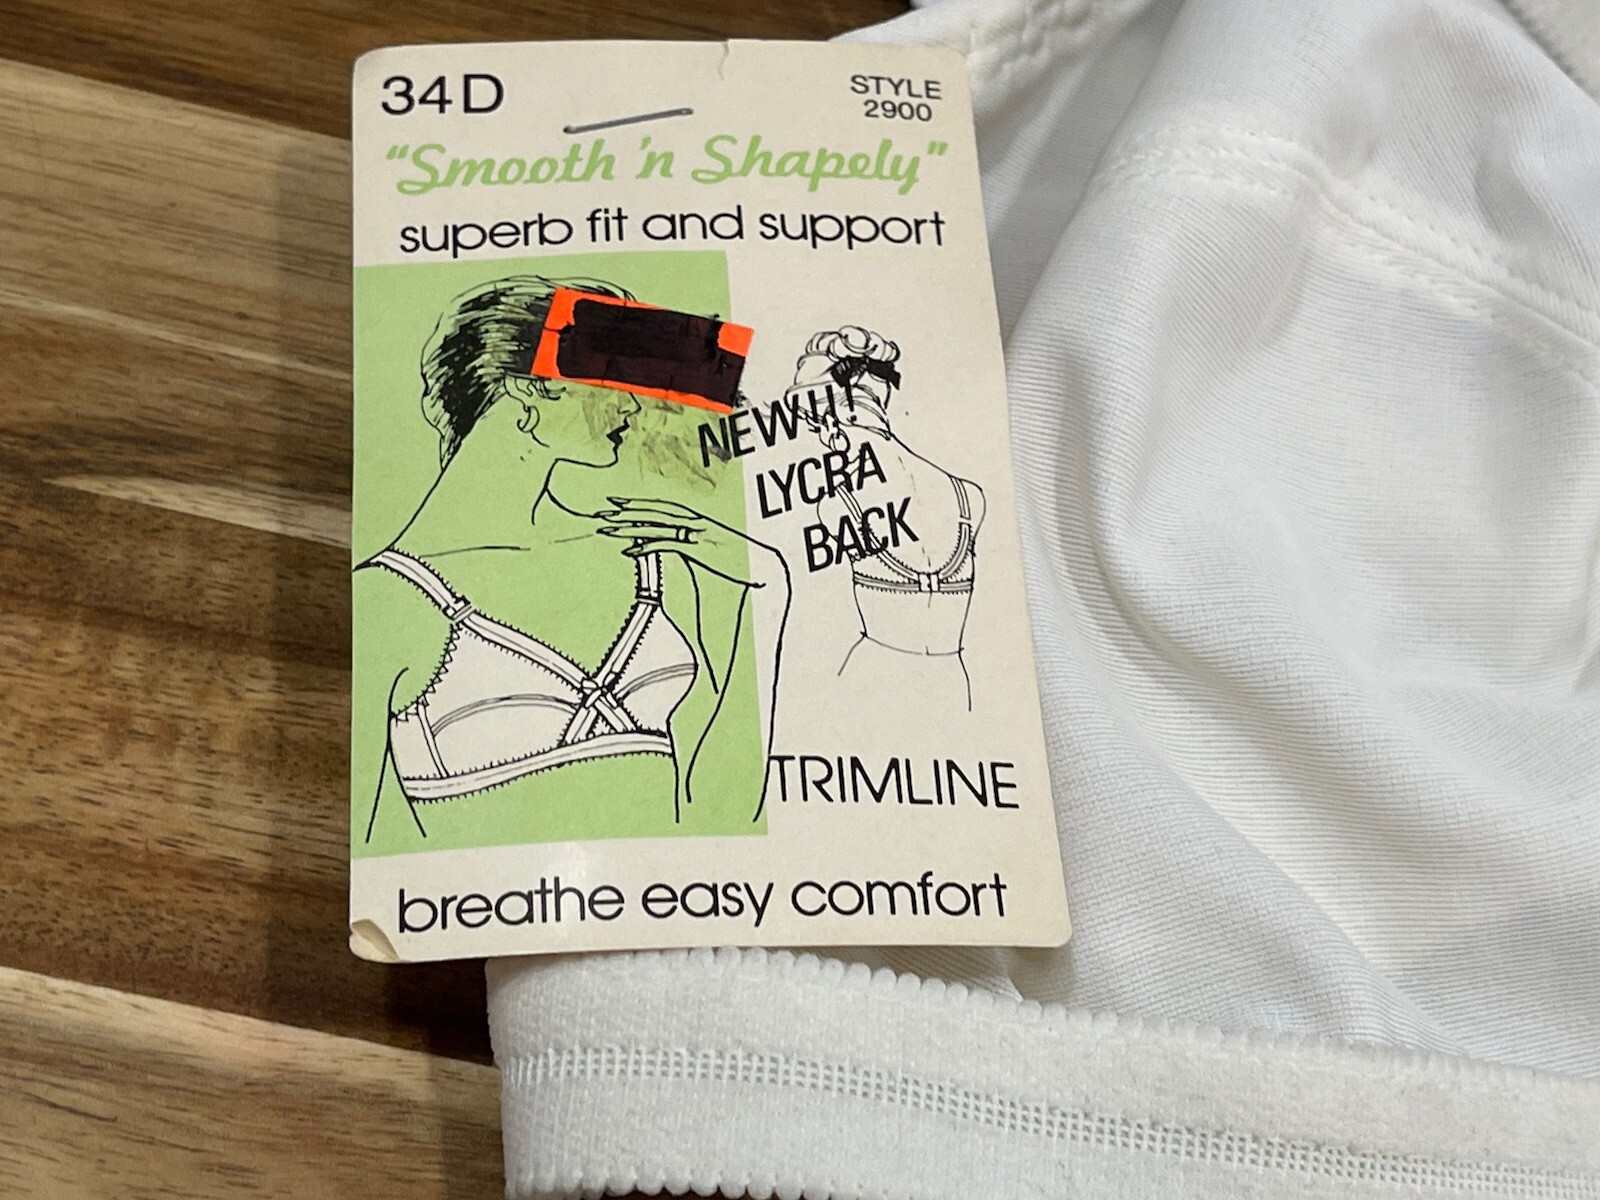 34D
STYLE
2900
"Smooth 'n Shapely"
superb fit and support
NEW!!!
LYCRA
BACK
TRIMLINE
breathe easy comfort